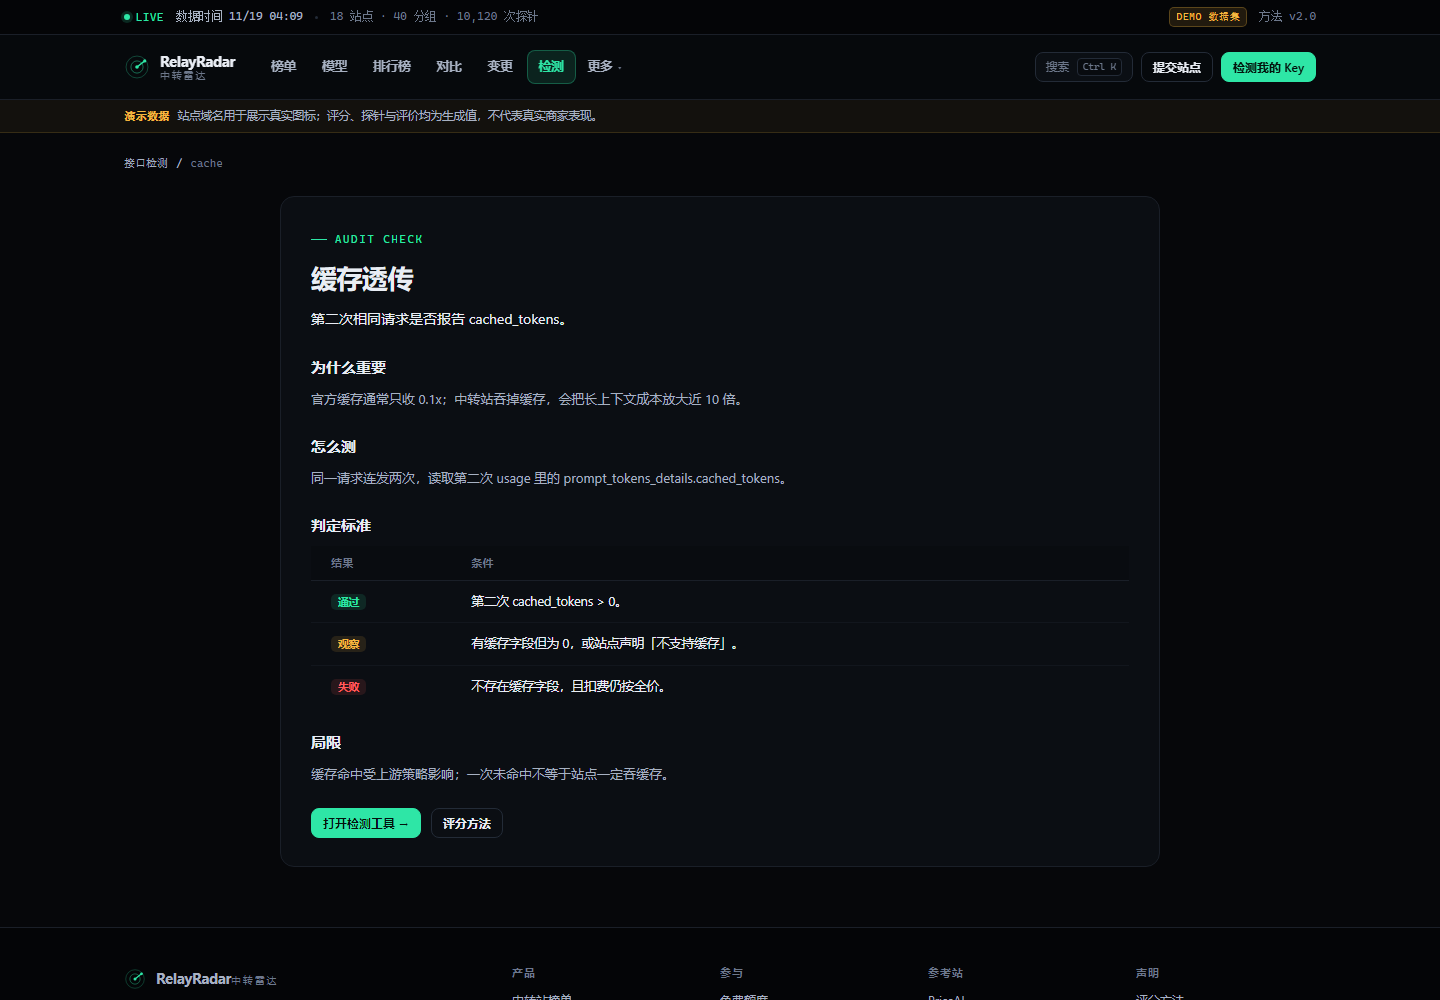 LIVE 数据时间 11/19 04:09 · 18 站点 · 40 分组 · 10,120 次探针
DEMO 数据集 方法 v2.0
RelayRadar
中转雷达
榜单 模型 排行榜 对比 变更 检测 更多
搜索 Ctrl K 提交站点 检测我的 Key
演示数据 站点域名用于展示真实图标；评分、探针与评价均为生成值，不代表真实商家表现。
接口检测 / cache
AUDIT CHECK
缓存透传
第二次相同请求是否报告 cached_tokens。
为什么重要
官方缓存通常只收 0.1x；中转站吞掉缓存，会把长上下文成本放大近 10 倍。
怎么测
同一请求连发两次，读取第二次 usage 里的 prompt_tokens_details.cached_tokens。
判定标准
结果 条件
通过 第二次 cached_tokens > 0。
观察 有缓存字段但为 0，或站点声明「不支持缓存」。
失败 不存在缓存字段，且扣费仍按全价。
局限
缓存命中受上游策略影响；一次未命中不等于站点一定吞缓存。
打开检测工具 → 评分方法
RelayRadar中转雷达
产品 参与 参考站 声明
中转站榜单 免费额度 PriceAI 评分方法